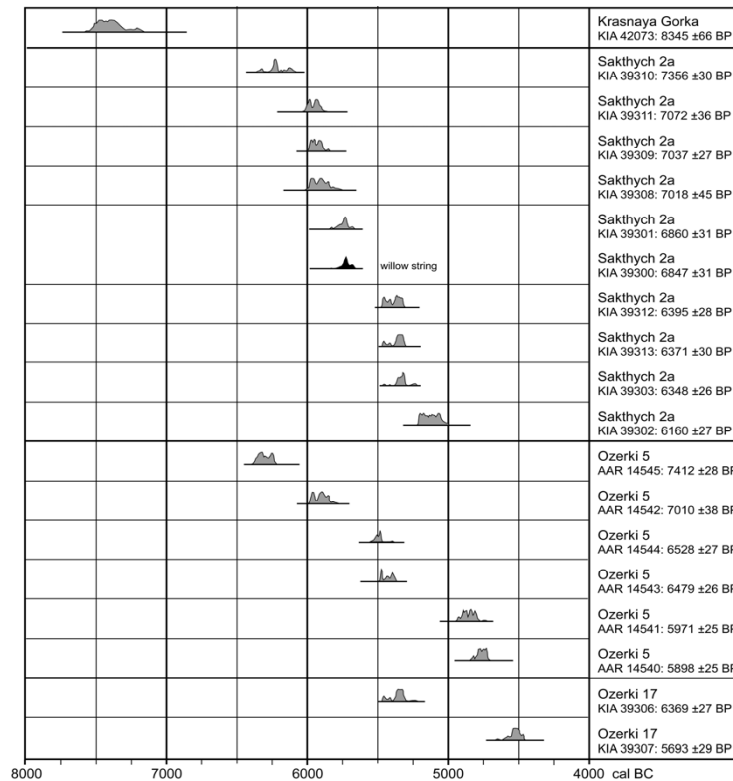 Krasnaya Gorka
KIA 42073: 8345 ±66 BP
Sakthych 2a
KIA 39310: 7356 ±30 BP
Sakthych 2a
KIA 39311: 7072 ±36 BP
Sakthych 2a
KIA 39309: 7037 ±27 BP
Sakthych 2a
KIA 39308: 7018 ±45 BP
Sakthych 2a
KIA 39301: 6860 ±31 BP
willow string
Sakthych 2a
KIA 39300: 6847 ±31 BP
Sakthych 2a
KIA 39312: 6395 ±28 BP
Sakthych 2a
KIA 39313: 6371 ±30 BP
Sakthych 2a
KIA 39303: 6348 ±26 BP
Sakthych 2a
KIA 39302: 6160 ±27 BP
Ozerki 5
AAR 14545: 7412 ±28 BP
Ozerki 5
AAR 14542: 7010 ±38 BP
Ozerki 5
AAR 14544: 6528 ±27 BP
Ozerki 5
AAR 14543: 6479 ±26 BP
Ozerki 5
AAR 14541: 5971 ±25 BP
Ozerki 5
AAR 14540: 5898 ±25 BP
Ozerki 17
KIA 39306: 6369 ±27 BP
Ozerki 17
KIA 39307: 5693 ±29 BP
8000 7000 6000 5000 4000 cal BC